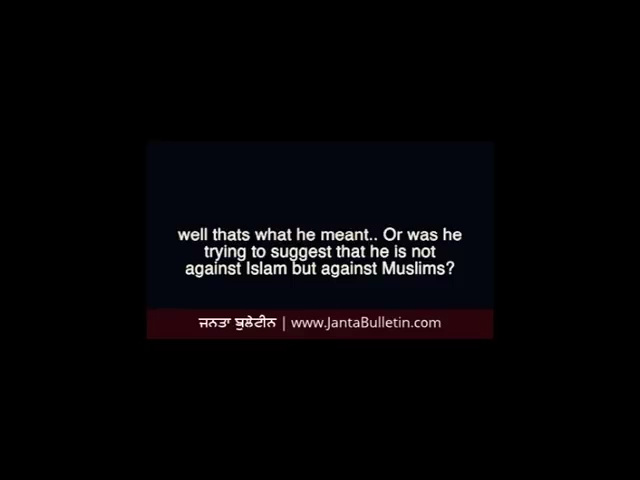 well thats what he meant.. Or was he
trying to suggest that he is not
against Islam but against Muslims?
ਜਨਤਾ ਬੁਲੇਟੀਨ | www.JantaBulletin.com